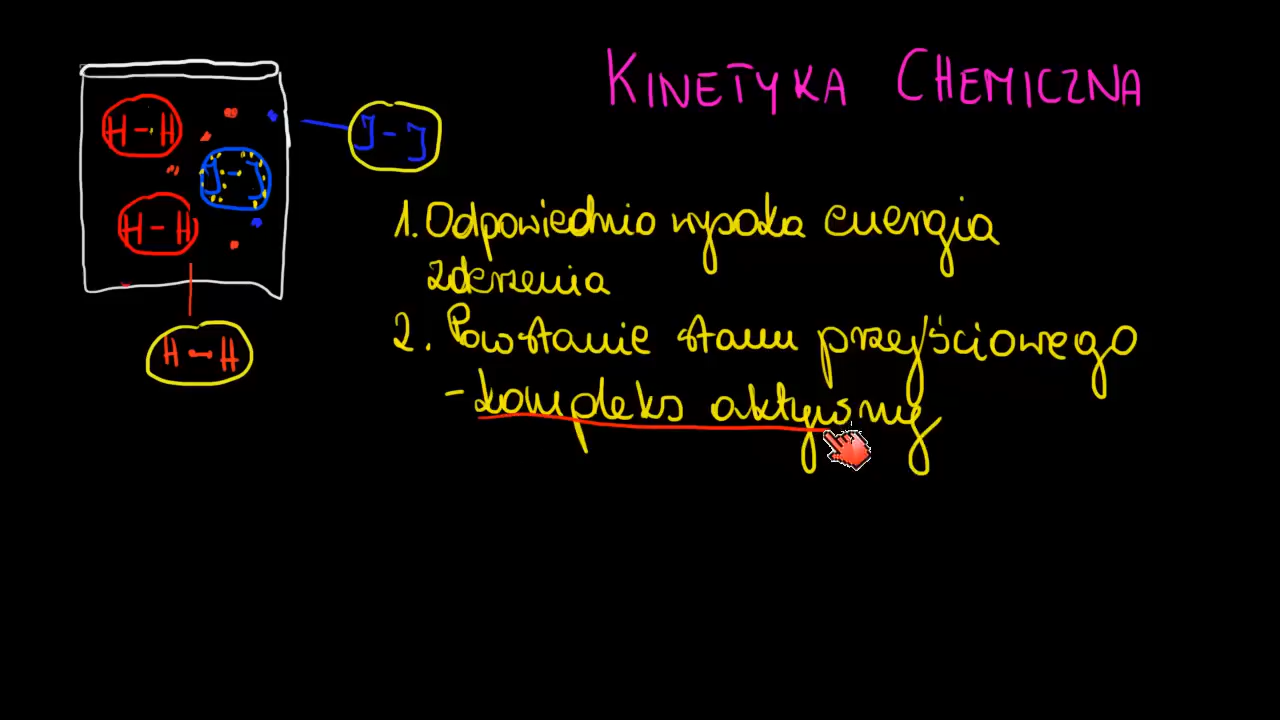 KINETYKA CHEMICZNA
H-H
J-J
J-J
H-H
H-H
1. Odpowiednio wysoka energia
zderzenia
2. Powstanie stanu przejściowego
- kompleks aktywny